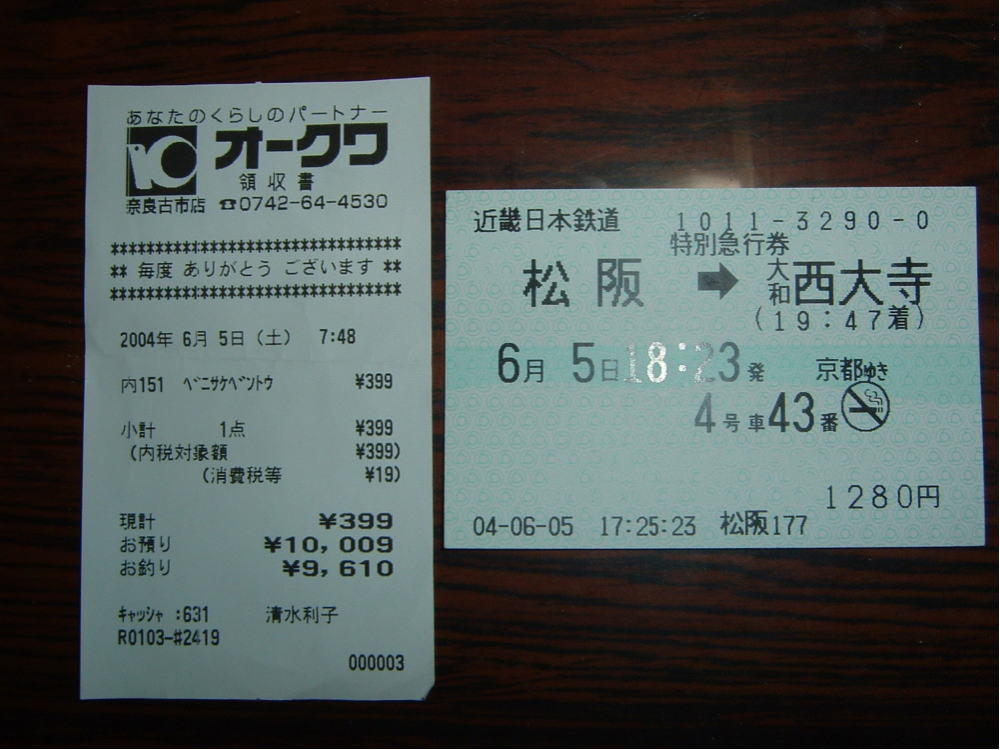 あなたのくらしのパートナー
オークワ
領収書
奈良古市店 ☎0742-64-4530
**********************************
** 毎度 ありがとう ございます **
**********************************
2004年 6月 5日 (土) 7:48
内151 ベニサケベントウ ¥399
小計 1点 ¥399
(内税対象額 ¥399)
(消費税等 ¥19)
現計 ¥399
お預り ¥10,009
お釣り ¥9,610
キャッシャ :631 清水利子
R0103-#2419
000003
近畿日本鉄道 1011-3290-0
特別急行券
松阪 ➡ 大和西大寺
(19:47着)
6月 5日18:23発 京都ゆき
4号車43番
1280円
04-06-05 17:25:23 松阪177